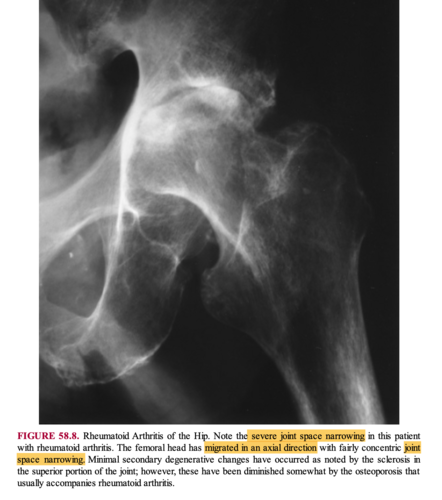 FIGURE 58.8. Rheumatoid Arthritis of the Hip. Note the severe joint space narrowing in this patient
with rheumatoid arthritis. The femoral head has migrated in an axial direction with fairly concentric joint
space narrowing. Minimal secondary degenerative changes have occurred as noted by the sclerosis in
the superior portion of the joint; however, these have been diminished somewhat by the osteoporosis that
usually accompanies rheumatoid arthritis.